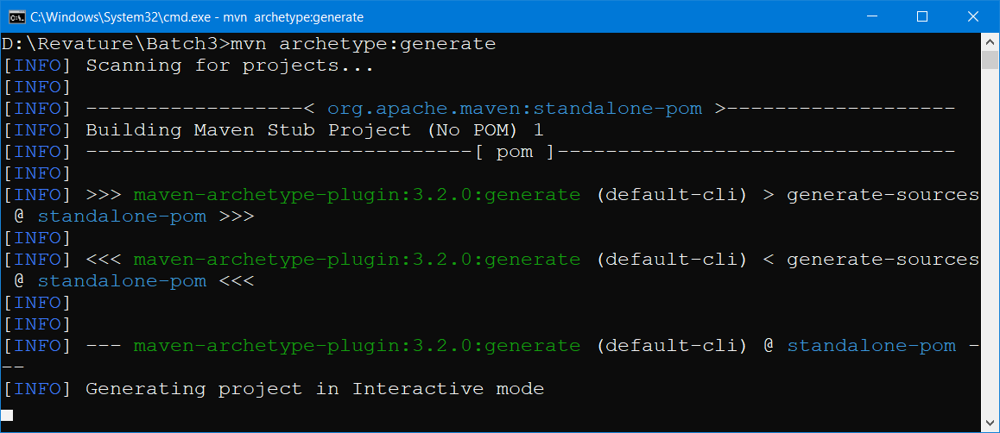 C:\Windows\System32\cmd.exe - mvn  archetype:generate
D:\Revature\Batch3>mvn archetype:generate
[INFO] Scanning for projects...
[INFO]
[INFO] ------------------< org.apache.maven:standalone-pom >-------------------
[INFO] Building Maven Stub Project (No POM) 1
[INFO] --------------------------------[ pom ]---------------------------------
[INFO]
[INFO] >>> maven-archetype-plugin:3.2.0:generate (default-cli) > generate-sources
 @ standalone-pom >>>
[INFO]
[INFO] <<< maven-archetype-plugin:3.2.0:generate (default-cli) < generate-sources
 @ standalone-pom <<<
[INFO]
[INFO]
[INFO] --- maven-archetype-plugin:3.2.0:generate (default-cli) @ standalone-pom -
--
[INFO] Generating project in Interactive mode